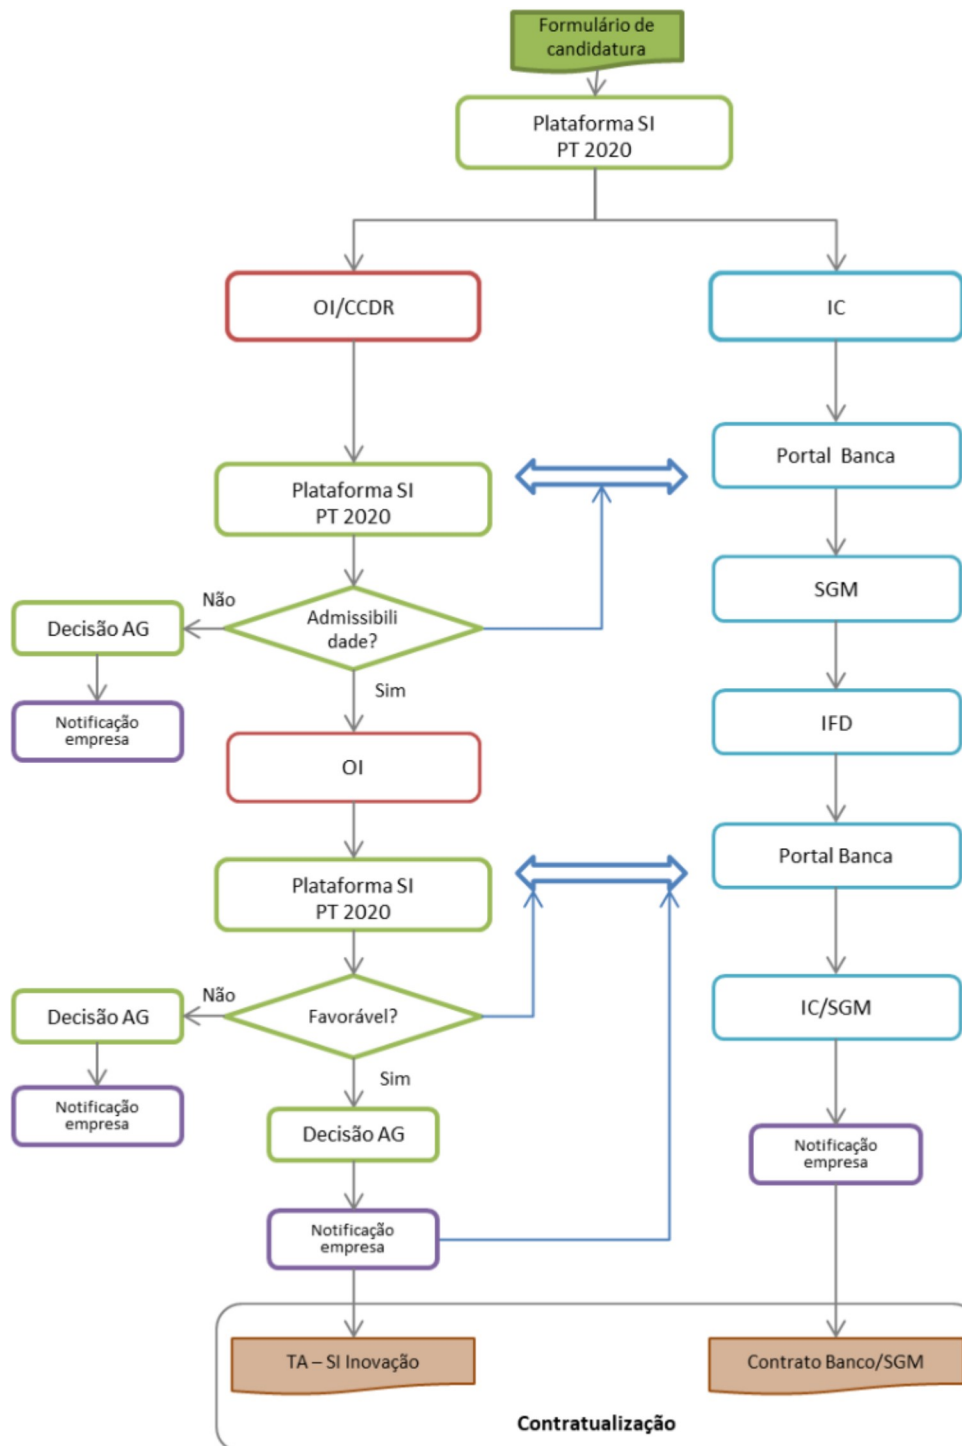 Formulário de
candidatura
Plataforma SI
PT 2020
OI/CCDR
IC
Plataforma SI
PT 2020
Portal Banca
Admissibili
dade?
Não
Decisão AG
Notificação
empresa
Sim
SGM
OI
IFD
Plataforma SI
PT 2020
Portal Banca
Favorável?
Não
Decisão AG
Notificação
empresa
Sim
IC/SGM
Decisão AG
Notificação
empresa
Notificação
empresa
TA – SI Inovação
Contrato Banco/SGM
Contratualização